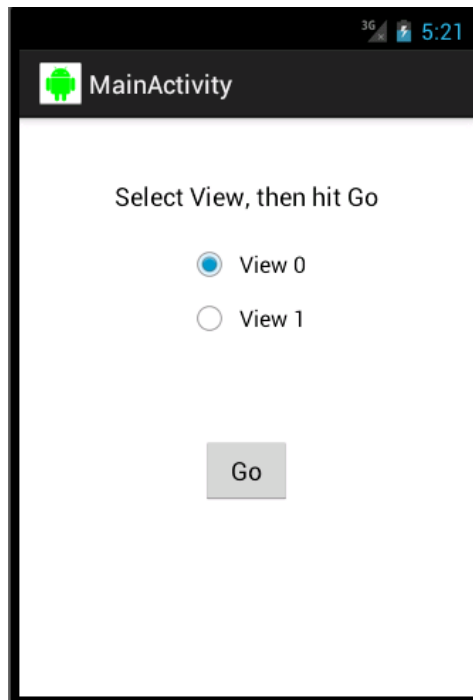 3G 5:21
MainActivity
Select View, then hit Go
View 0
View 1
Go